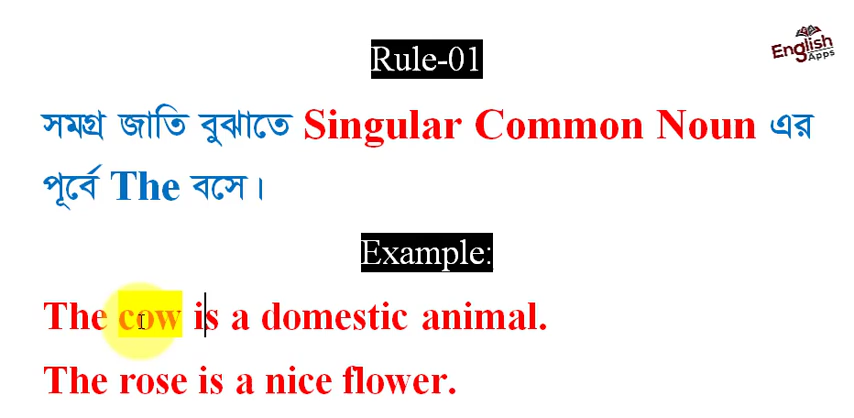 English
Apps
Rule-01
সমগ্র জাতি বুঝাতে Singular Common Noun এর
পূর্বে The বসে।
Example:
The cow is a domestic animal.
The rose is a nice flower.